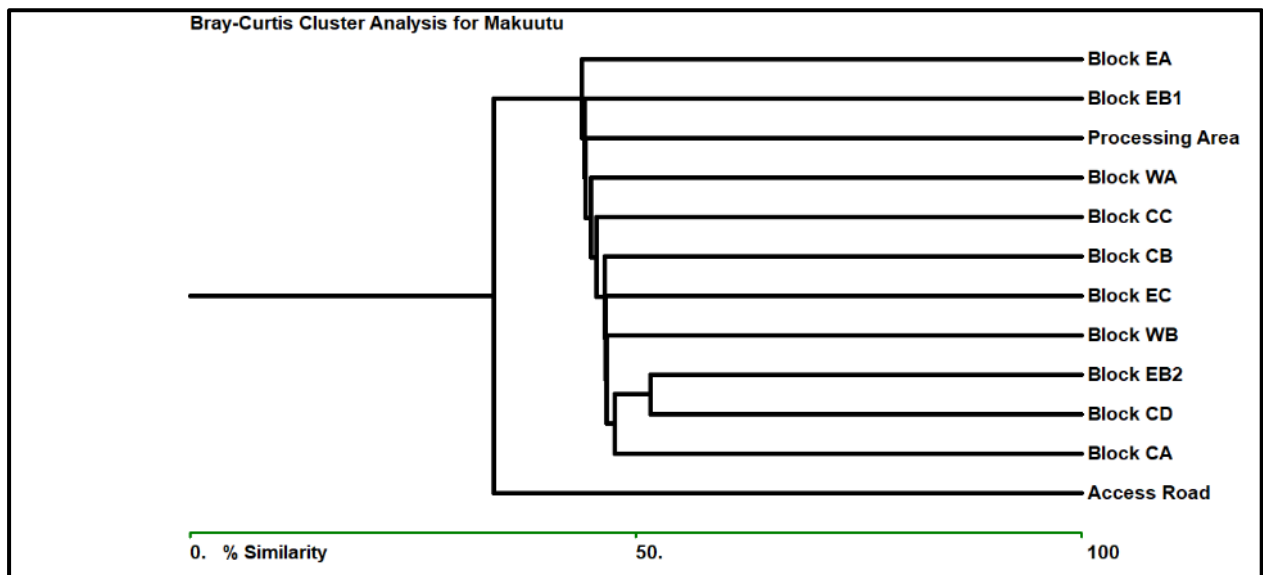 Bray-Curtis Cluster Analysis for Makuutu
Block EA
Block EB1
Processing Area
Block WA
Block CC
Block CB
Block EC
Block WB
Block EB2
Block CD
Block CA
Access Road
0. % Similarity 50. 100